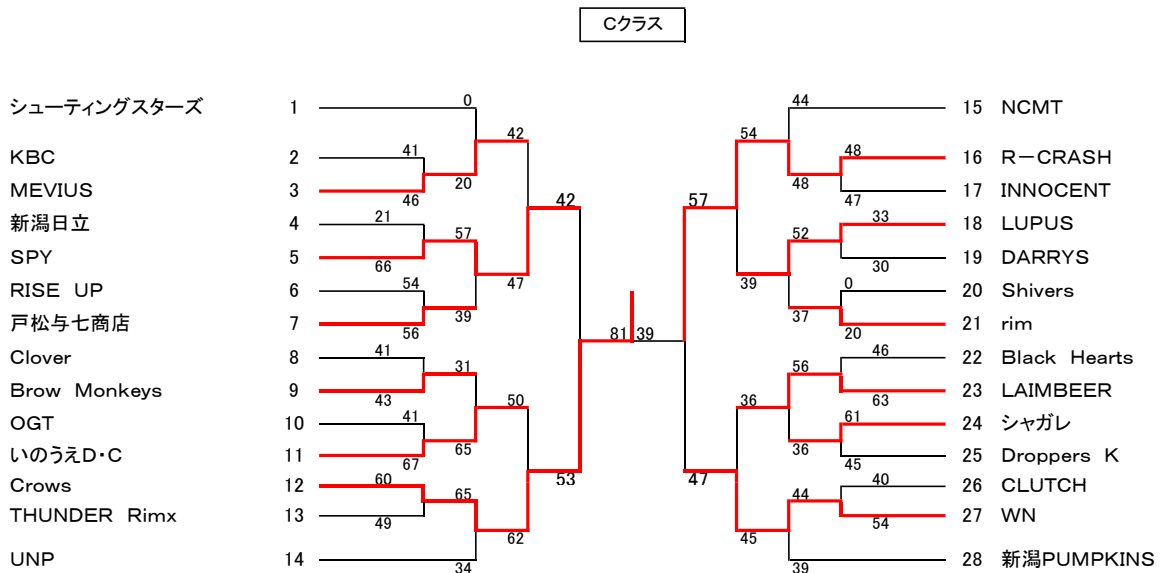 Cクラス
シューティングスターズ 1 0 44 15 NCMT
42 54
KBC 2 41 48 16 R-CRASH
MEVIUS 3 46 20 48 47 17 INNOCENT
42 57
新潟日立 4 21 33 18 LUPUS
57 52
SPY 5 66 30 19 DARRYS
47 39
RISE UP 6 54 0 20 Shivers
戸松与七商店 7 56 39 37 20 21 rim
81 39
Clover 8 41 46 22 Black Hearts
31 56
Brow Monkeys 9 43 63 23 LAIMBEER
50 36
OGT 10 41 61 24 シャガレ
いのうえD・C 11 67 65 36 45 25 Droppers K
53 47
Crows 12 60 40 26 CLUTCH
65 44
THUNDER Rimx 13 49 54 27 WN
62 45
UNP 14 34 39 28 新潟PUMPKINS